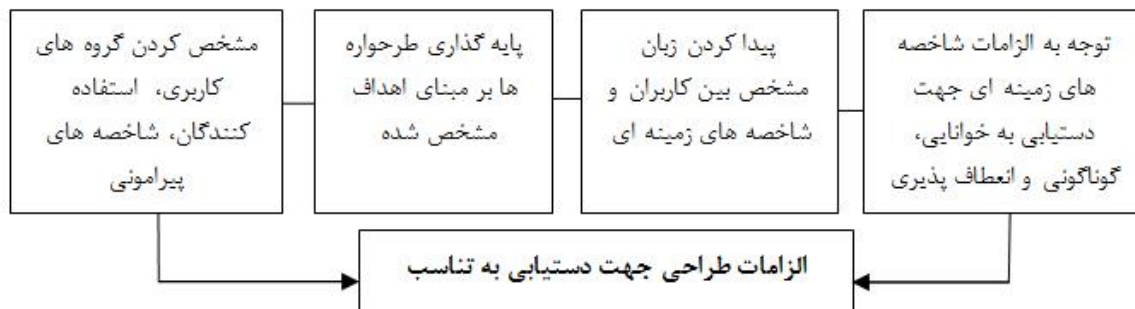 توجه به الزامات شاخصه
های زمینه ای جهت
دستیابی به خوانایی،
گوناگونی و انعطاف پذیری
پیدا کردن زبان
مشخص بین کاربران و
شاخصه های زمینه ای
پایه گذاری طرحواره
ها بر مبنای اهداف
مشخص شده
مشخص کردن گروه های
کاربری، استفاده
کنندگان، شاخصه های
پیرامونی
الزامات طراحی جهت دستیابی به تناسب